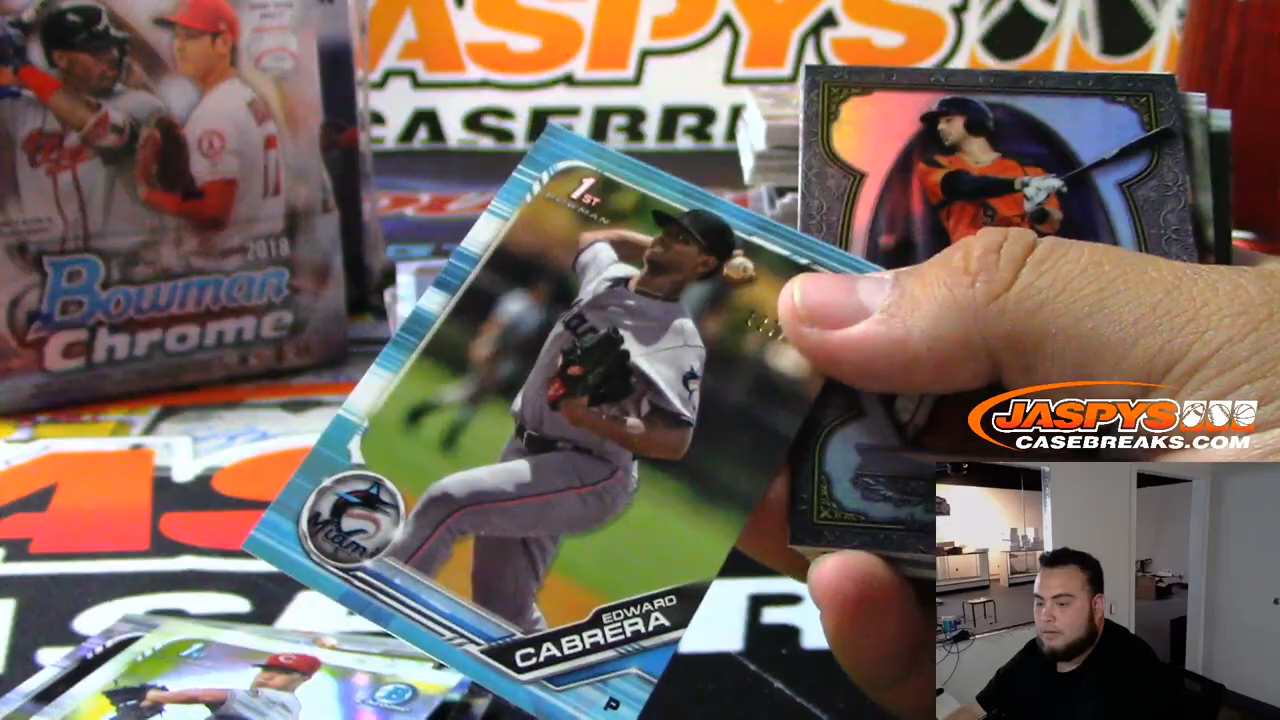 JASPYS
CASEBRE
2018
Bowman
Chrome
1ST
BOWMAN
EDWARD
CABRERA
P
JASPYS
CASEBREAKS.COM